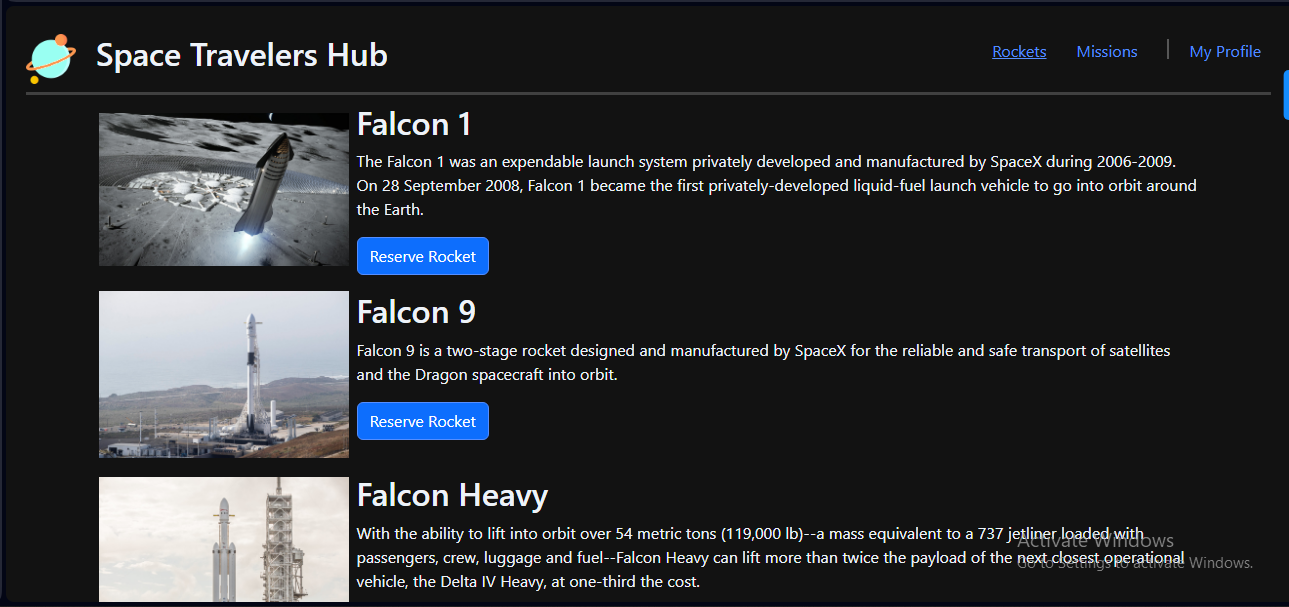 Space Travelers Hub
Rockets Missions My Profile
Falcon 1
The Falcon 1 was an expendable launch system privately developed and manufactured by SpaceX during 2006-2009.
On 28 September 2008, Falcon 1 became the first privately-developed liquid-fuel launch vehicle to go into orbit around
the Earth.
Reserve Rocket
Falcon 9
Falcon 9 is a two-stage rocket designed and manufactured by SpaceX for the reliable and safe transport of satellites
and the Dragon spacecraft into orbit.
Reserve Rocket
Falcon Heavy
With the ability to lift into orbit over 54 metric tons (119,000 lb)--a mass equivalent to a 737 jetliner loaded with
passengers, crew, luggage and fuel--Falcon Heavy can lift more than twice the payload of the next closest operational
vehicle, the Delta IV Heavy, at one-third the cost.
Activate Windows
Go to Settings to activate Windows.